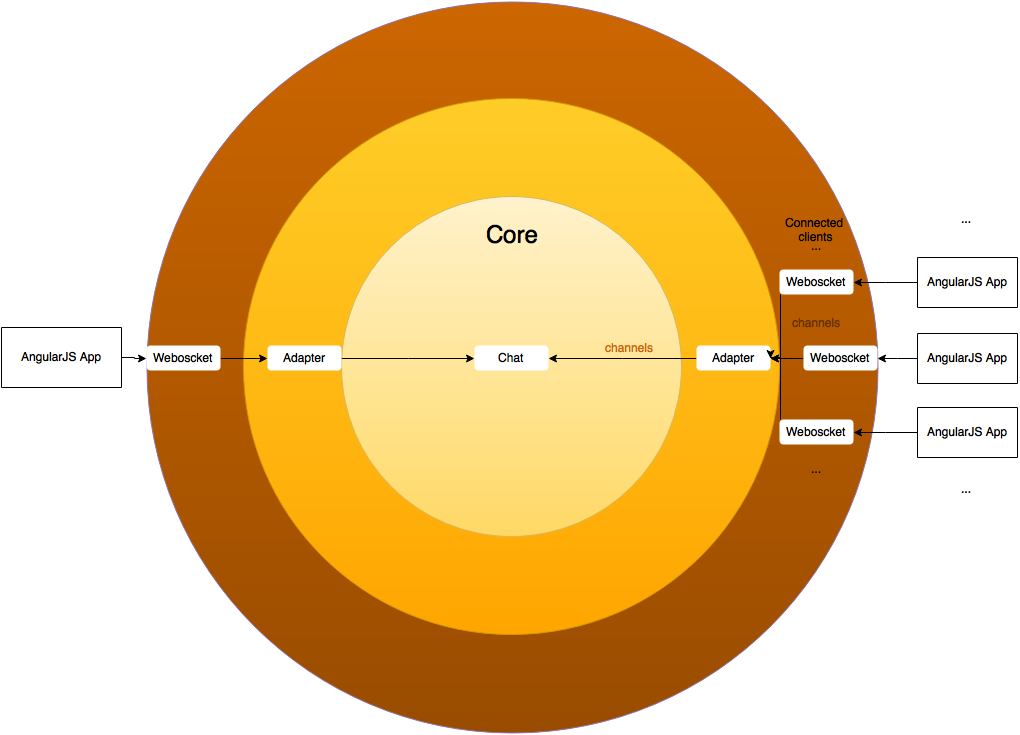 Core
Connected
clients
...
...
Weboscket
AngularJS App
channels
AngularJS App
Weboscket
Adapter
Chat
channels
Adapter
Weboscket
AngularJS App
Weboscket
AngularJS App
...
...